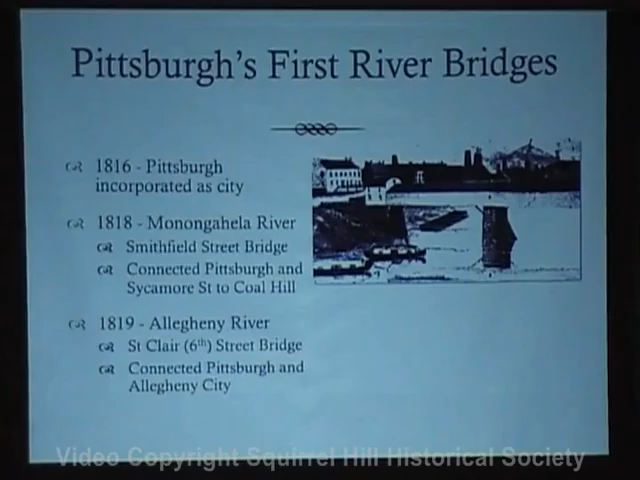 Pittsburgh's First River Bridges
1816 - Pittsburgh
incorporated as city
1818 - Monongahela River
Smithfield Street Bridge
Connected Pittsburgh and
Sycamore St to Coal Hill
1819 - Allegheny River
St Clair (6th) Street Bridge
Connected Pittsburgh and
Allegheny City
Video Copyright Squirrel Hill Historical Society